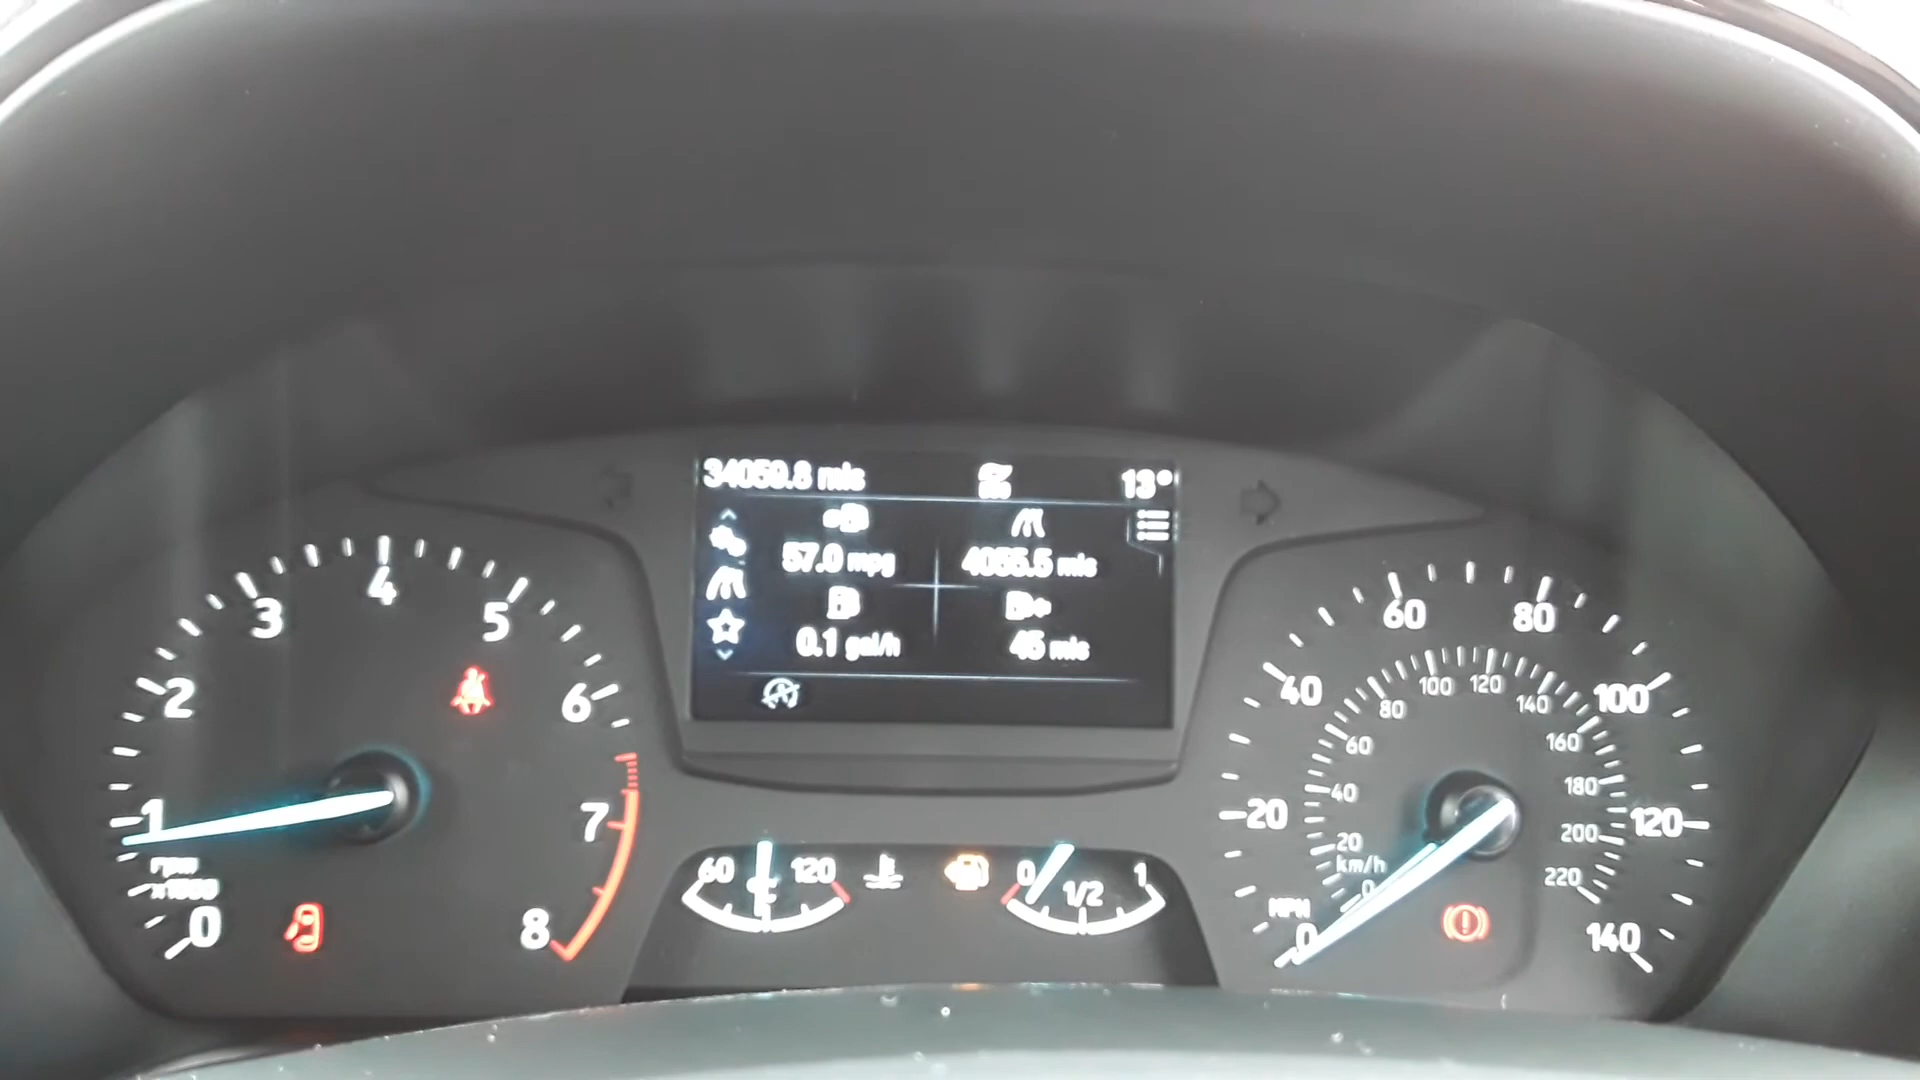 34059.8 mls 13°
57.0 mpg 4055.5 mls
0.1 gal/h 45 mls
0 1 2 3 4 5 6 7 8
rpm
x1000
60 °C 120
0 1/2 1
0 20 40 60 80 100 120 140
MPH
0 20 40 60 80 100 120 140 160 180 200 220
km/h